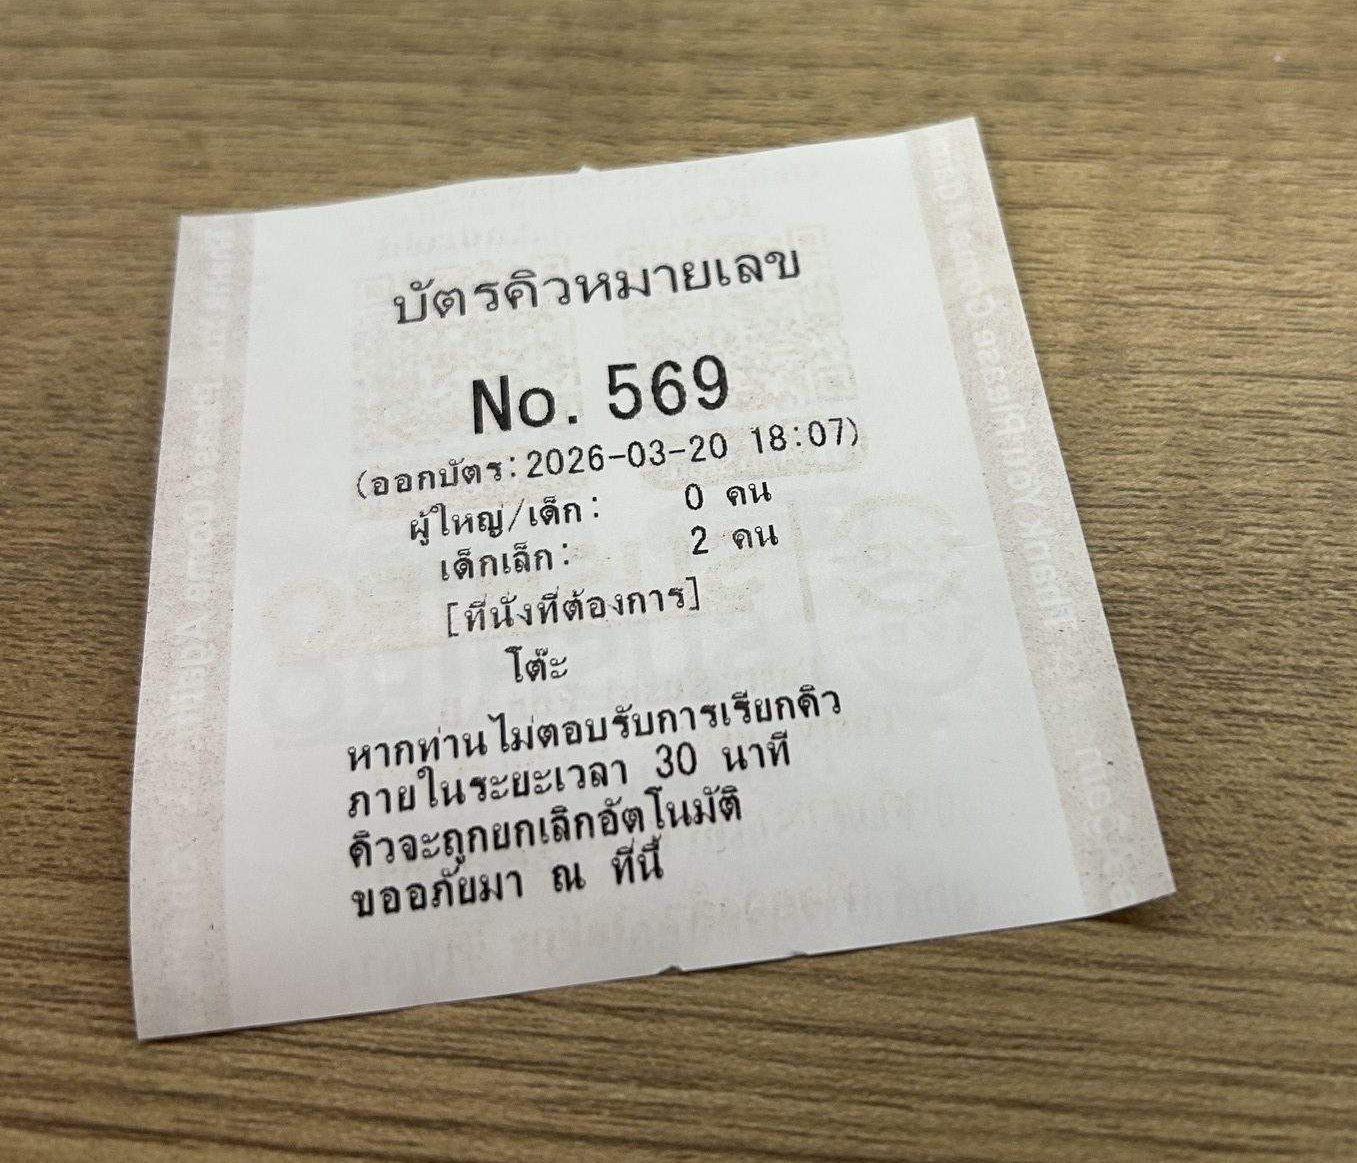 บัตรคิวหมายเลข
No. 569
(ออกบัตร:2026-03-20 18:07)
ผู้ใหญ่/เด็ก: 0 คน
เด็กเล็ก: 2 คน
[ที่นั่งที่ต้องการ]
โต๊ะ
หากท่านไม่ตอบรับการเรียกคิว
ภายในระยะเวลา 30 นาที
คิวจะถูกยกเลิกอัตโนมัติ
ขออภัยมา ณ ที่นี้